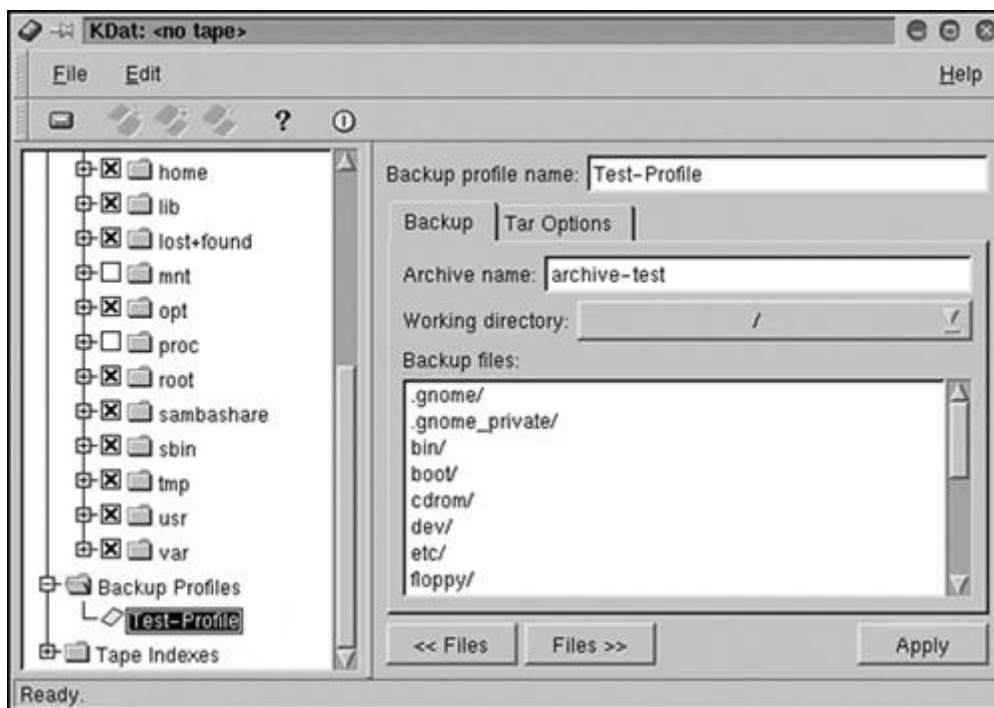 KDat: <no tape>
File Edit Help
?
home
lib
lost+found
mnt
opt
proc
root
sambashare
sbin
tmp
usr
var
Backup Profiles
Test-Profile
Tape Indexes
Backup profile name: Test-Profile
Backup Tar Options
Archive name: archive-test
Working directory: /
Backup files:
.gnome/
.gnome_private/
bin/
boot/
cdrom/
dev/
etc/
floppy/
<< Files Files >> Apply
Ready.